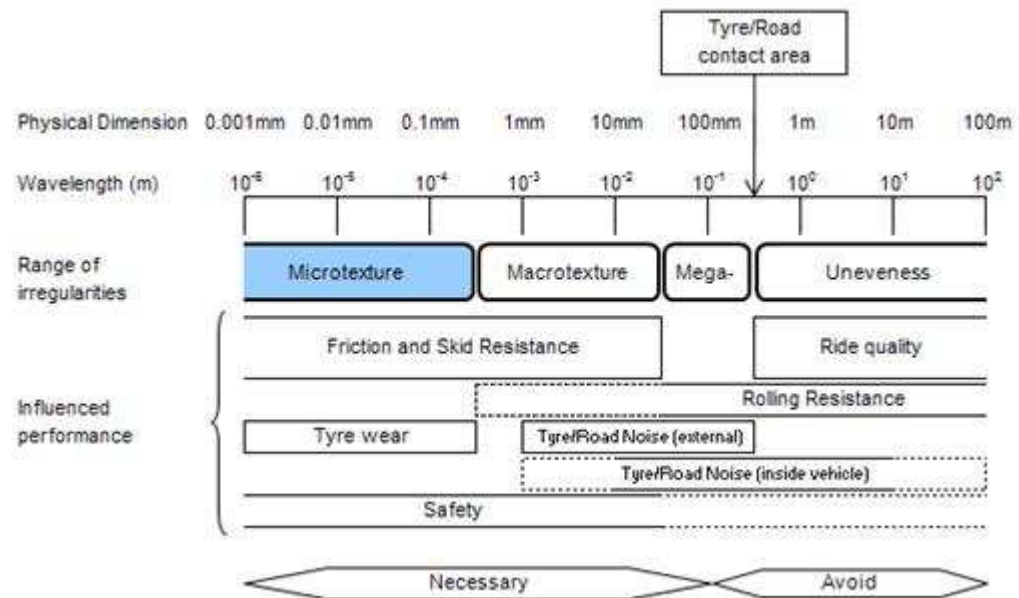 Tyre/Road
contact area
Physical Dimension 0.001mm 0.01mm 0.1mm 1mm 10mm 100mm 1m 10m 100m
Wavelength (m) 10⁻⁶ 10⁻⁵ 10⁻⁴ 10⁻³ 10⁻² 10⁻¹ 10⁰ 10¹ 10²
Range of
irregularities
Microtexture Macrotexture Mega- Uneveness
Friction and Skid Resistance Ride quality
Rolling Resistance
Influenced
performance
Tyre wear Tyre/Road Noise (external)
Tyre/Road Noise (inside vehicle)
Safety
Necessary Avoid